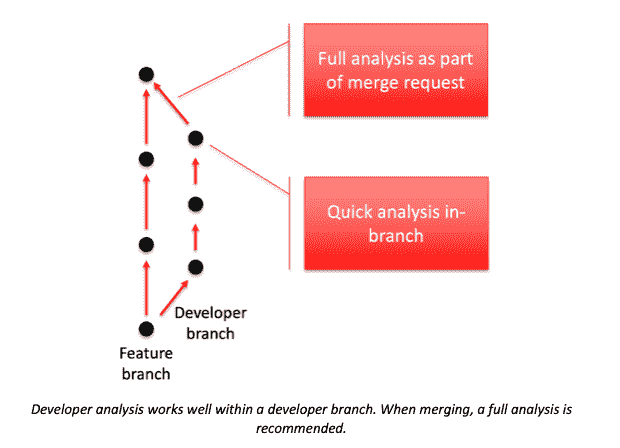 Full analysis as part
of merge request
Quick analysis in-
branch
Developer
branch
Feature
branch
Developer analysis works well within a developer branch. When merging, a full analysis is
recommended.